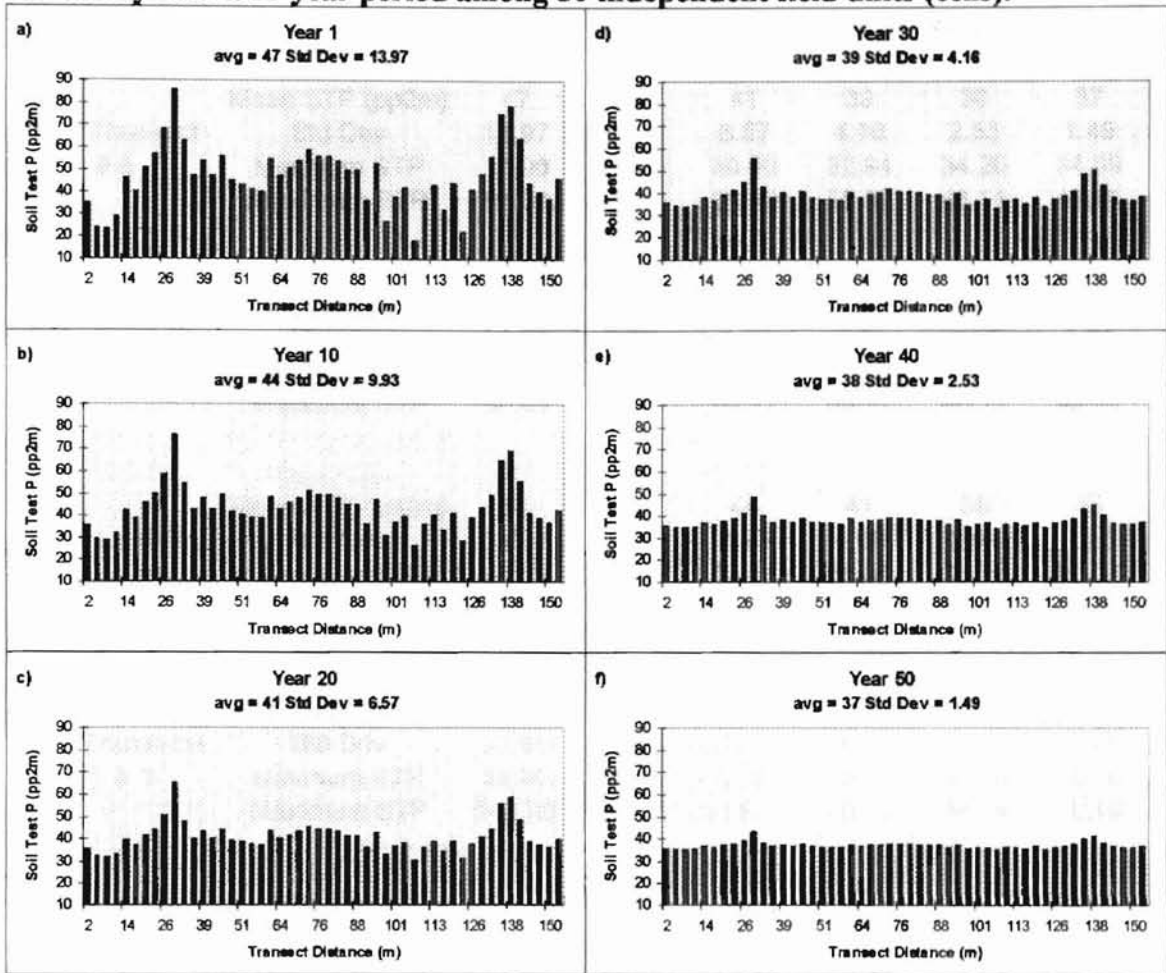 year period among 50 independent field units (cells).
a)
Year 1
avg = 47 Std Dev = 13.97
Soil Test P (pp2m)
90
80
70
60
50
40
30
20
10
2 14 26 39 51 64 76 88 101 113 126 138 150
Transect Distance (m)
b)
Year 10
avg = 44 Std Dev = 9.93
Soil Test P (pp2m)
90
80
70
60
50
40
30
20
10
2 14 26 39 51 64 76 88 101 113 126 138 150
Transect Distance (m)
c)
Year 20
avg = 41 Std Dev = 6.57
Soil Test P (pp2m)
90
80
70
60
50
40
30
20
10
2 14 26 39 51 64 76 88 101 113 126 138 150
Transect Distance (m)
d)
Year 30
avg = 39 Std Dev = 4.16
Soil Test P (pp2m)
90
80
70
60
50
40
30
20
10
2 14 26 39 51 64 76 88 101 113 126 138 150
Transect Distance (m)
e)
Year 40
avg = 38 Std Dev = 2.53
Soil Test P (pp2m)
90
80
70
60
50
40
30
20
10
2 14 26 39 51 64 76 88 101 113 126 138 150
Transect Distance (m)
f)
Year 50
avg = 37 Std Dev = 1.49
Soil Test P (pp2m)
90
80
70
60
50
40
30
20
10
2 14 26 39 51 64 76 88 101 113 126 138 150
Transect Distance (m)